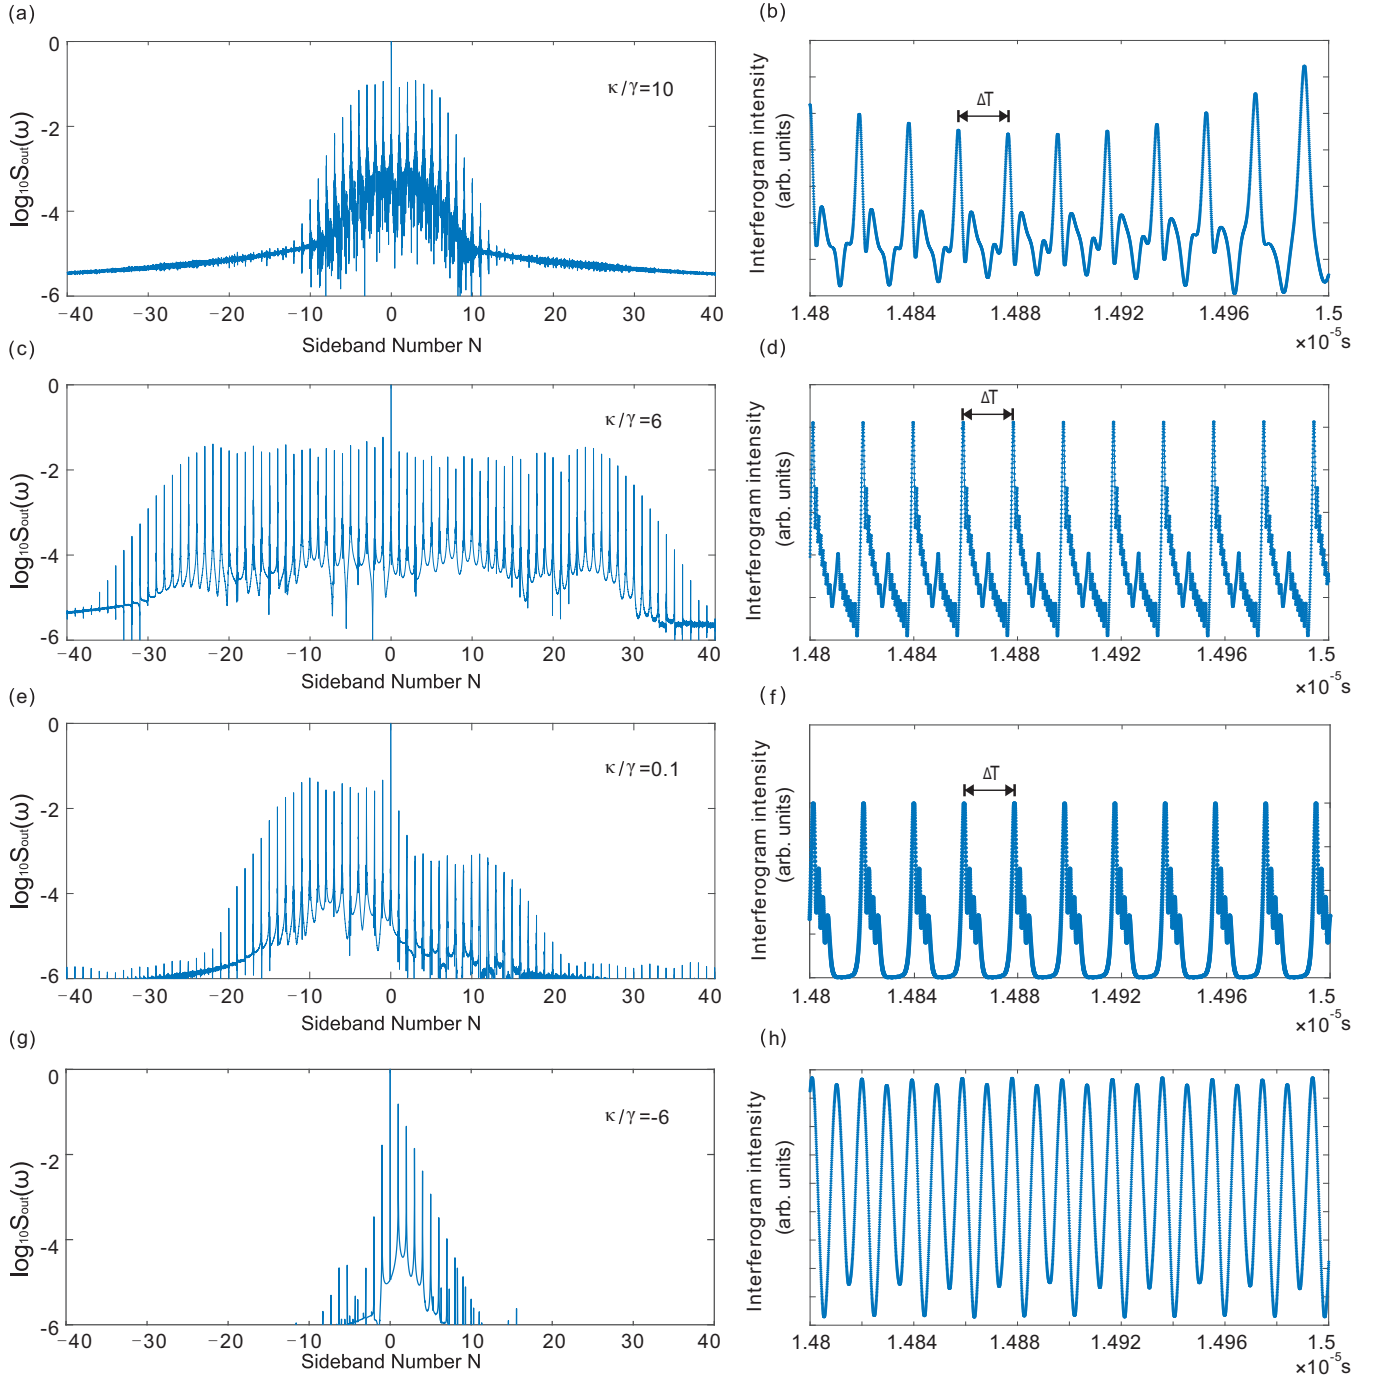 (a)
0
-2
-4
-6
log₁₀Sout(ω)
κ/γ=10
−40 −30 −20 −10 0 10 20 30 40
Sideband Number N
(b)
Interferogram intensity
(arb. units)
ΔT
1.48 1.484 1.488 1.492 1.496 1.5
×10⁻⁵s
(c)
0
-2
-4
-6
log₁₀Sout(ω)
κ/γ=6
−40 −30 −20 −10 0 10 20 30 40
Sideband Number N
(d)
Interferogram intensity
(arb. units)
ΔT
1.48 1.484 1.488 1.492 1.496 1.5
×10⁻⁵s
(e)
0
-2
-4
-6
log₁₀Sout(ω)
κ/γ=0.1
−40 −30 −20 −10 0 10 20 30 40
Sideband Number N
(f)
Interferogram intensity
(arb. units)
ΔT
1.48 1.484 1.488 1.492 1.496 1.5
×10⁻⁵s
(g)
0
-2
-4
-6
log₁₀Sout(ω)
κ/γ=-6
−40 −30 −20 −10 0 10 20 30 40
Sideband Number N
(h)
Interferogram intensity
(arb. units)
1.48 1.484 1.488 1.492 1.496 1.5
×10⁻⁵s